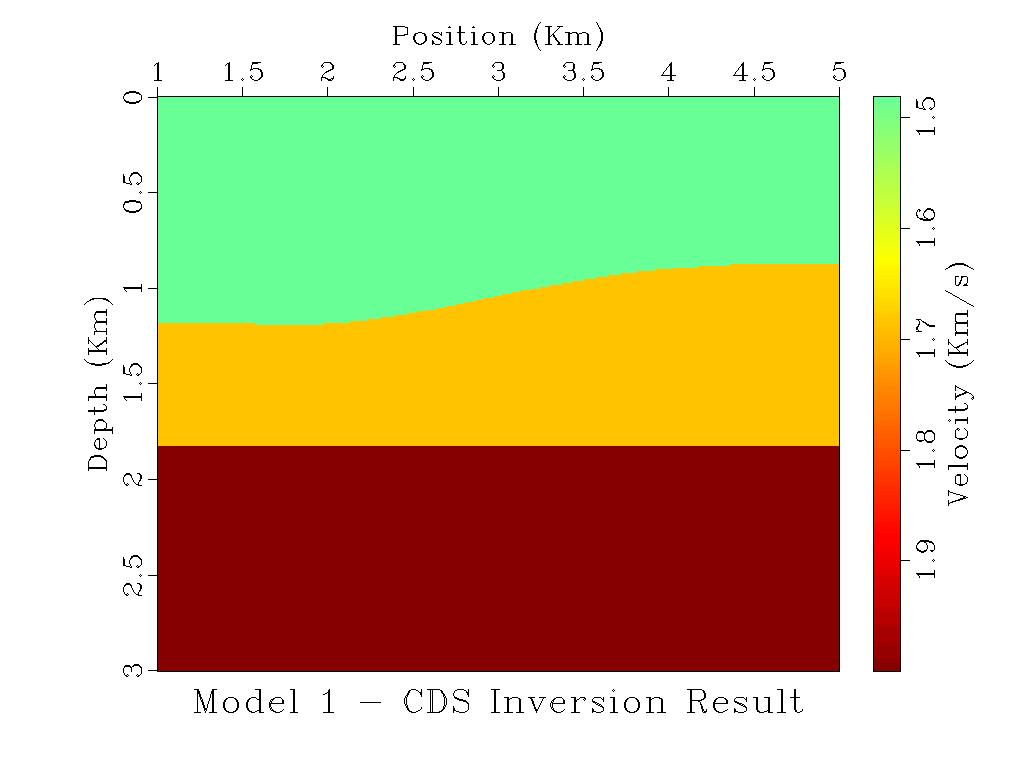 Position (Km)
1 1.5 2 2.5 3 3.5 4 4.5 5
0
0.5
1
1.5
2
2.5
3
Depth (Km)
1.5
1.6
1.7
1.8
1.9
Velocity (Km/s)
Model 1 – CDS Inversion Result